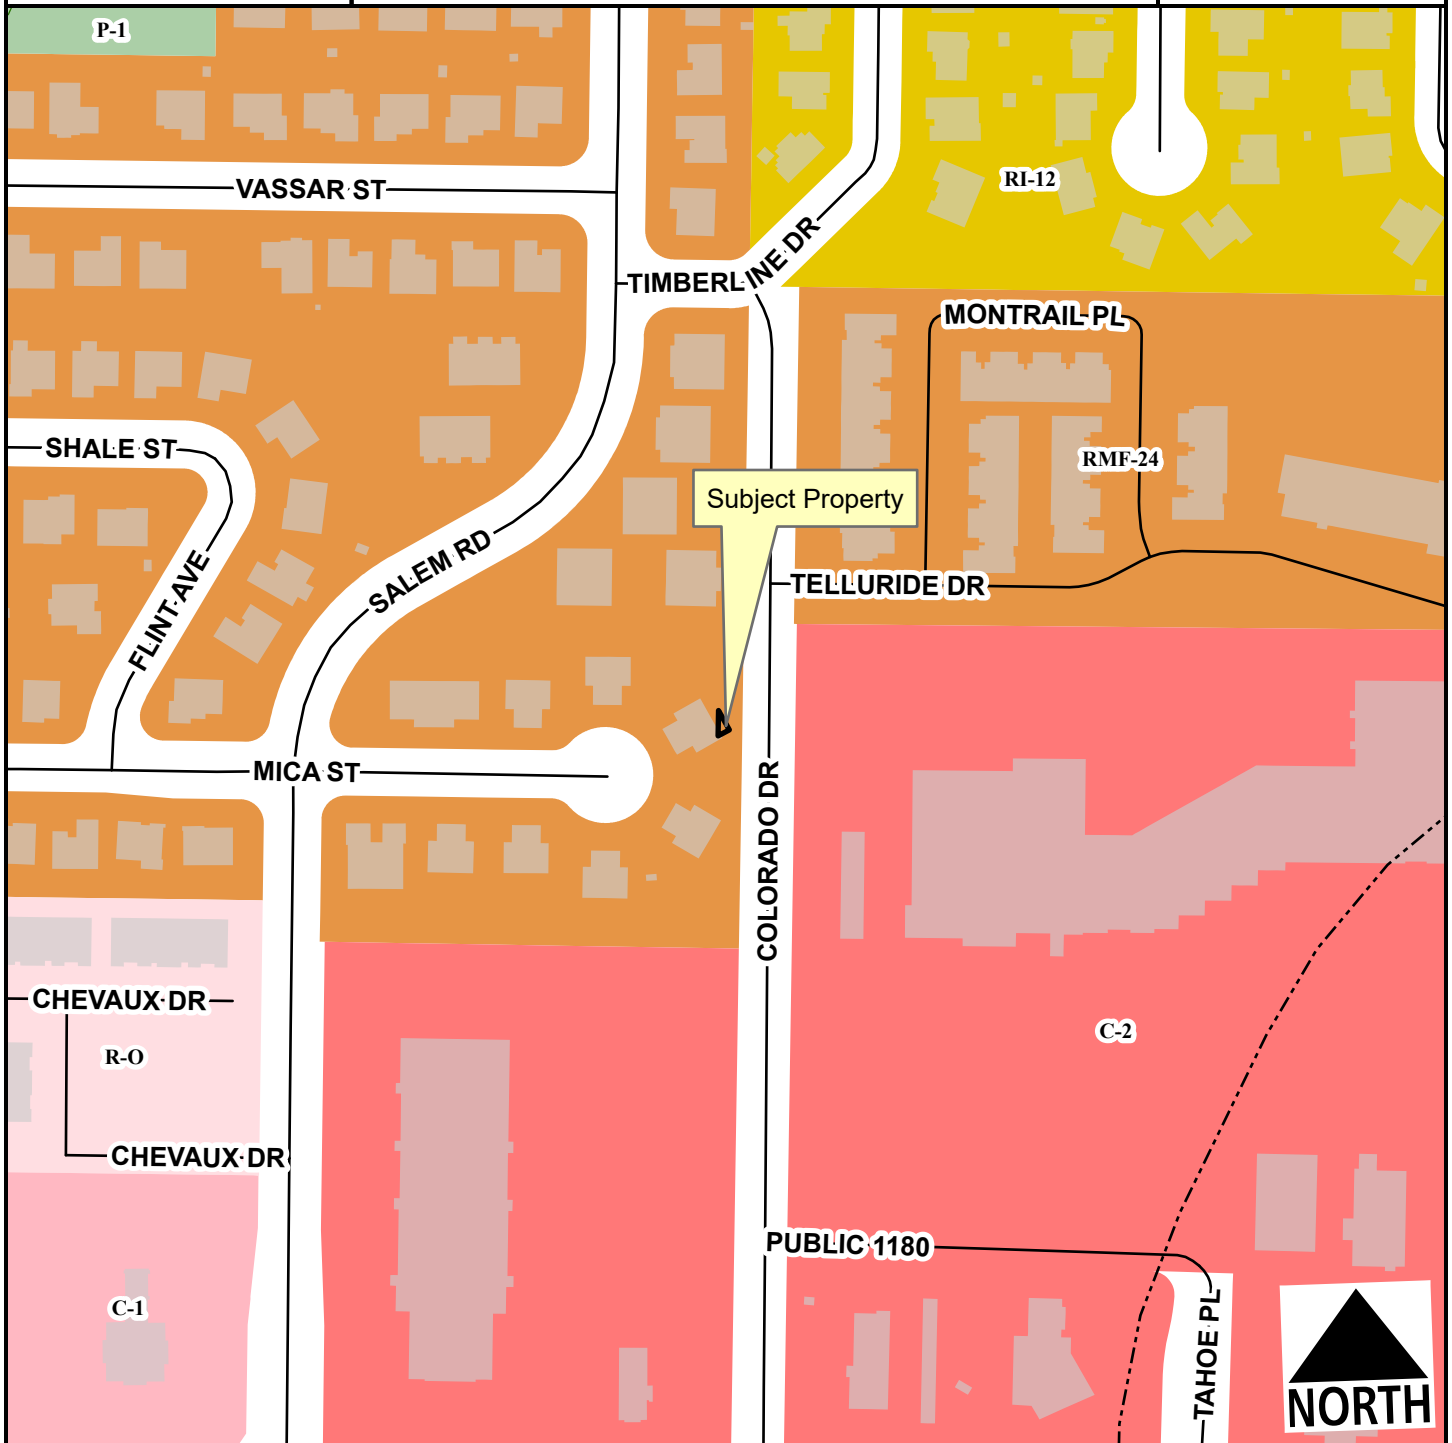 P-1
VASSAR ST
RI-12
TIMBERLINE DR
MONTRAIL PL
SHALE ST
RMF-24
Subject Property
SALEM RD
FLINT AVE
TELLURIDE DR
MICA ST
COLORADO DR
CHEVAUX DR
C-2
R-O
CHEVAUX DR
PUBLIC 1180
C-1
TAHOE PL
NORTH